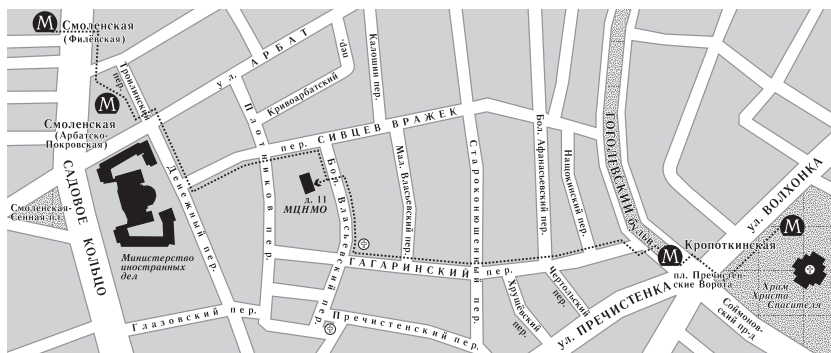 М Смоленская
(Филёвская)
М
Смоленская
(Арбатско-
Покровская)
Троилинский
пер.
ул. АРБАТ
Кривоарбатский
пер.
Калошин пер.
Плотников пер.
пер. СИВЦЕВ ВРАЖЕК
САДОВОЕ КОЛЬЦО
Смоленская-
Сенная пл.
Министерство
иностранных
дел
Денежный пер.
д. 11
МЦНМО
Бол. Власьевский пер.
Мал. Власьевский пер.
Староконюшенный пер.
Бол. Афанасьевский пер.
Нащокинский пер.
ГОГОЛЕВСКИЙ бульв.
ул. ВОЛХОНКА
М
М Кропоткинская
пл. Пречистен-
ские Ворота
Храм
Христа
Спасителя
Соймонов-
ский пр-д
ГАГАРИНСКИЙ пер.
Чертольский
пер.
Хрущёвский
пер.
ул. ПРЕЧИСТЕНКА
Глазовский пер.
Пречистенский пер.